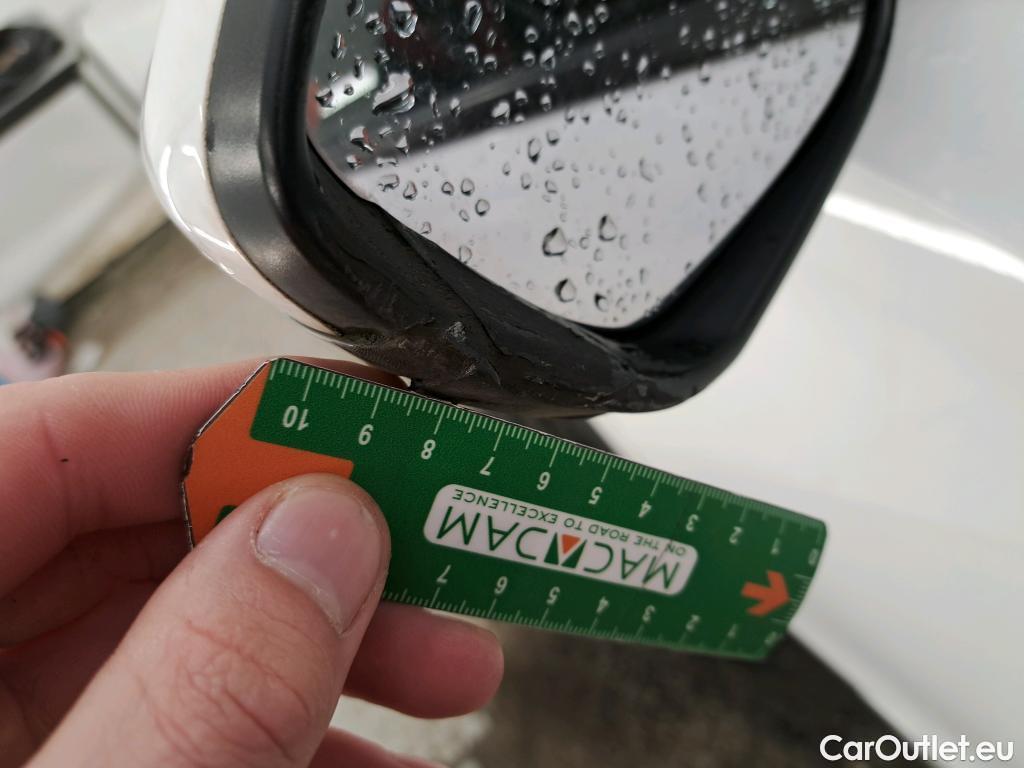 10 9 8 7 6 5 4 3 2 1
MACADAM
ON THE ROAD TO EXCELLENCE
7 6 5 4 3 2 1
CarOutlet.eu